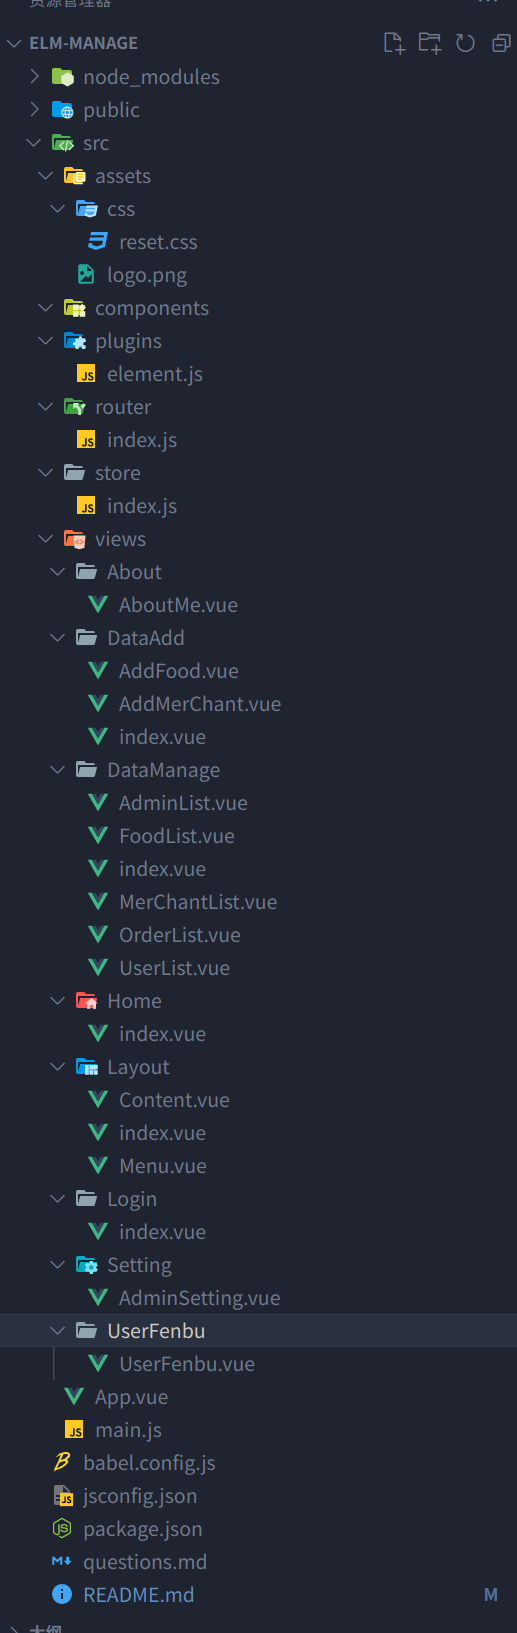 资源管理器
ELM-MANAGE
node_modules
public
src
assets
css
reset.css
logo.png
components
plugins
element.js
router
index.js
store
index.js
views
About
AboutMe.vue
DataAdd
AddFood.vue
AddMerChant.vue
index.vue
DataManage
AdminList.vue
FoodList.vue
index.vue
MerChantList.vue
OrderList.vue
UserList.vue
Home
index.vue
Layout
Content.vue
index.vue
Menu.vue
Login
index.vue
Setting
AdminSetting.vue
UserFenbu
UserFenbu.vue
App.vue
main.js
babel.config.js
jsconfig.json
package.json
questions.md
README.md M
大纲